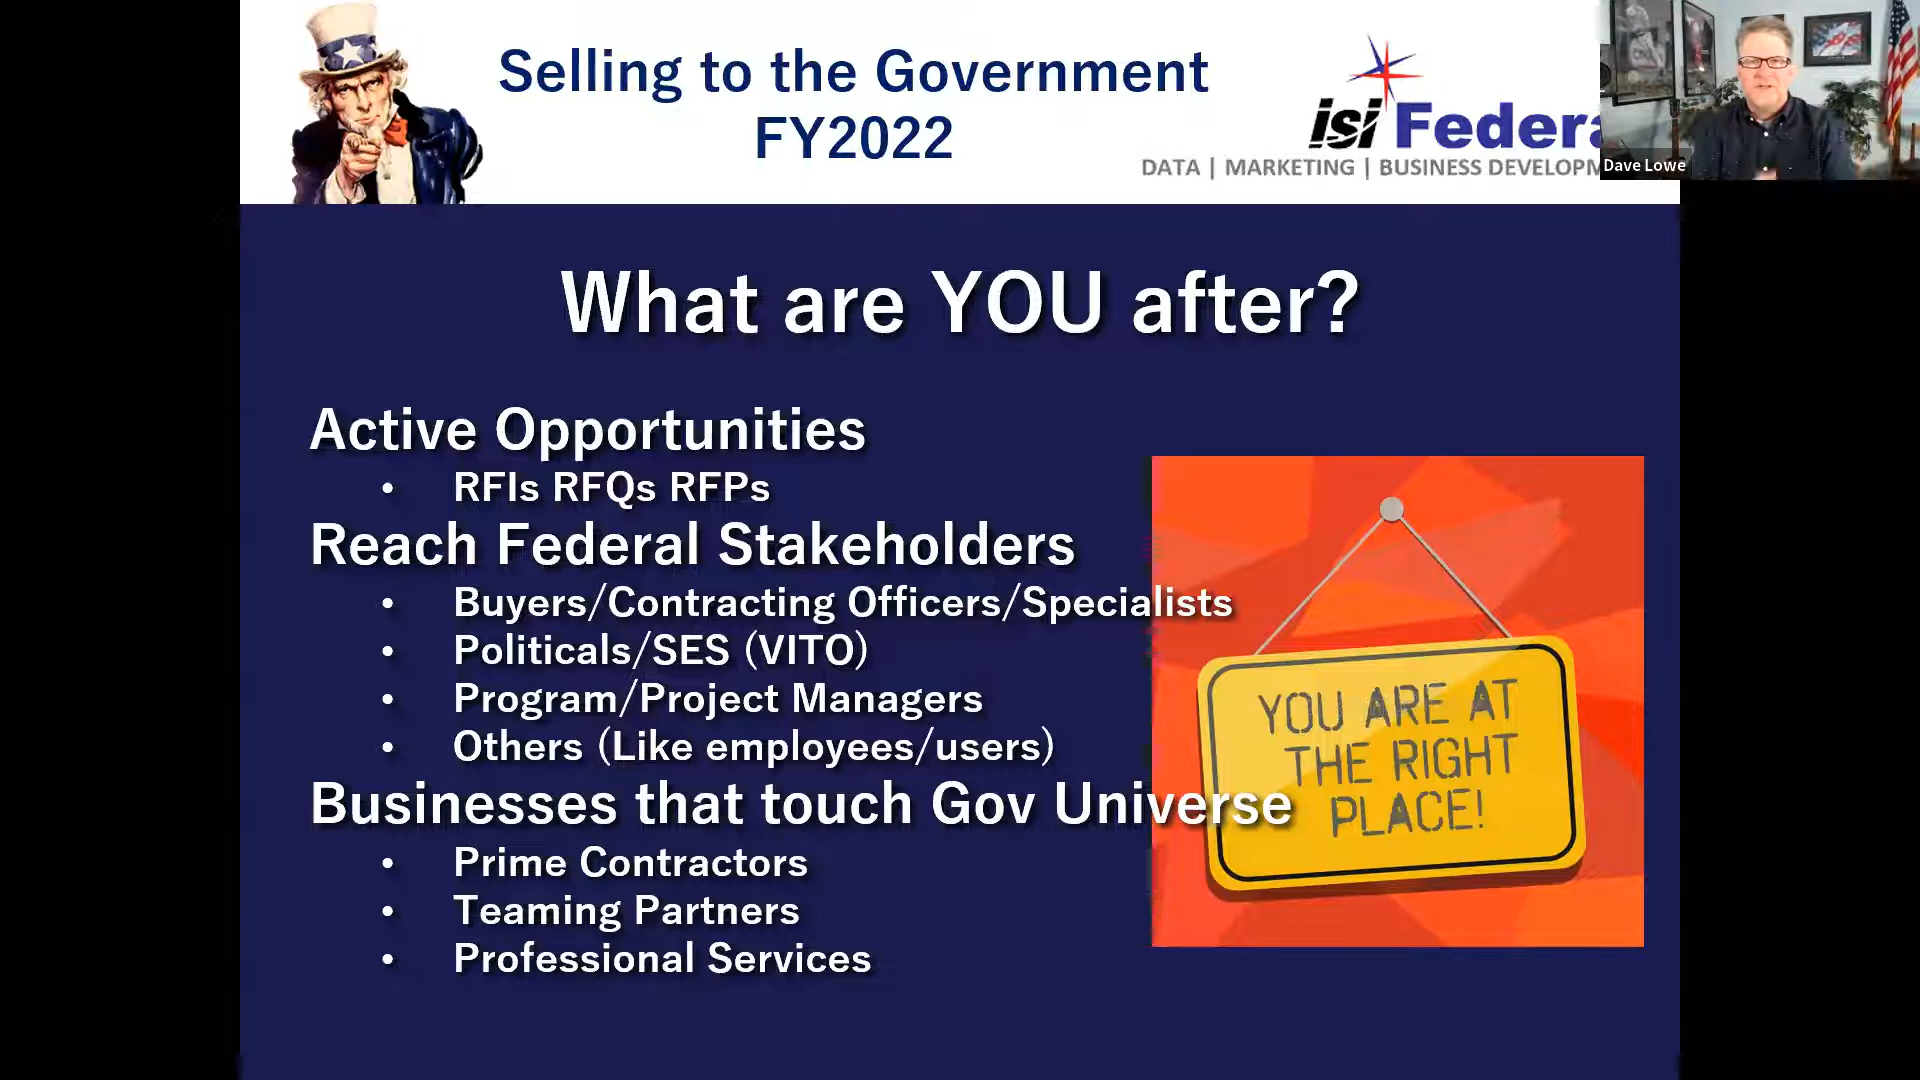 Selling to the Government
FY2022
isi Federa
DATA | MARKETING | BUSINESS DEVELOPM
Dave Lowe
What are YOU after?
Active Opportunities
• RFIs RFQs RFPs
Reach Federal Stakeholders
• Buyers/Contracting Officers/Specialists
• Politicals/SES (VITO)
• Program/Project Managers
• Others (Like employees/users)
Businesses that touch Gov Universe
• Prime Contractors
• Teaming Partners
• Professional Services
YOU ARE AT
THE RIGHT
PLACE!